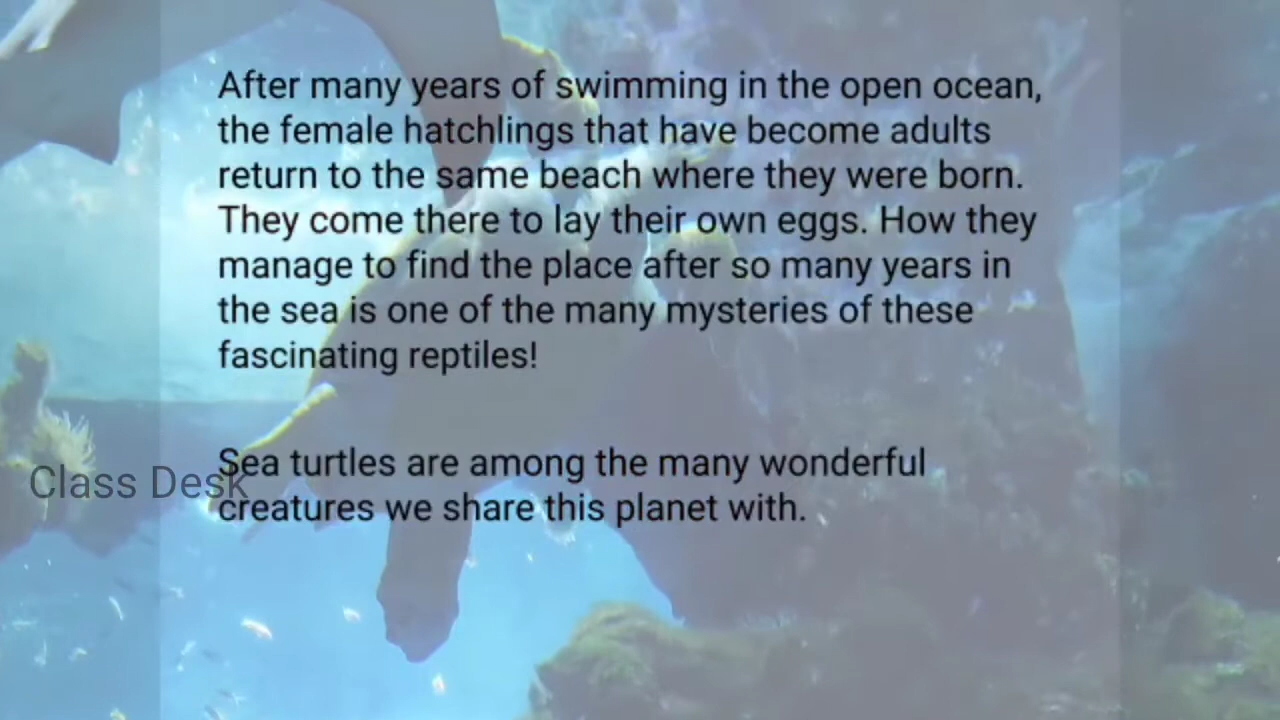 After many years of swimming in the open ocean,
the female hatchlings that have become adults
return to the same beach where they were born.
They come there to lay their own eggs. How they
manage to find the place after so many years in
the sea is one of the many mysteries of these
fascinating reptiles!
Sea turtles are among the many wonderful
creatures we share this planet with.
Class Desk